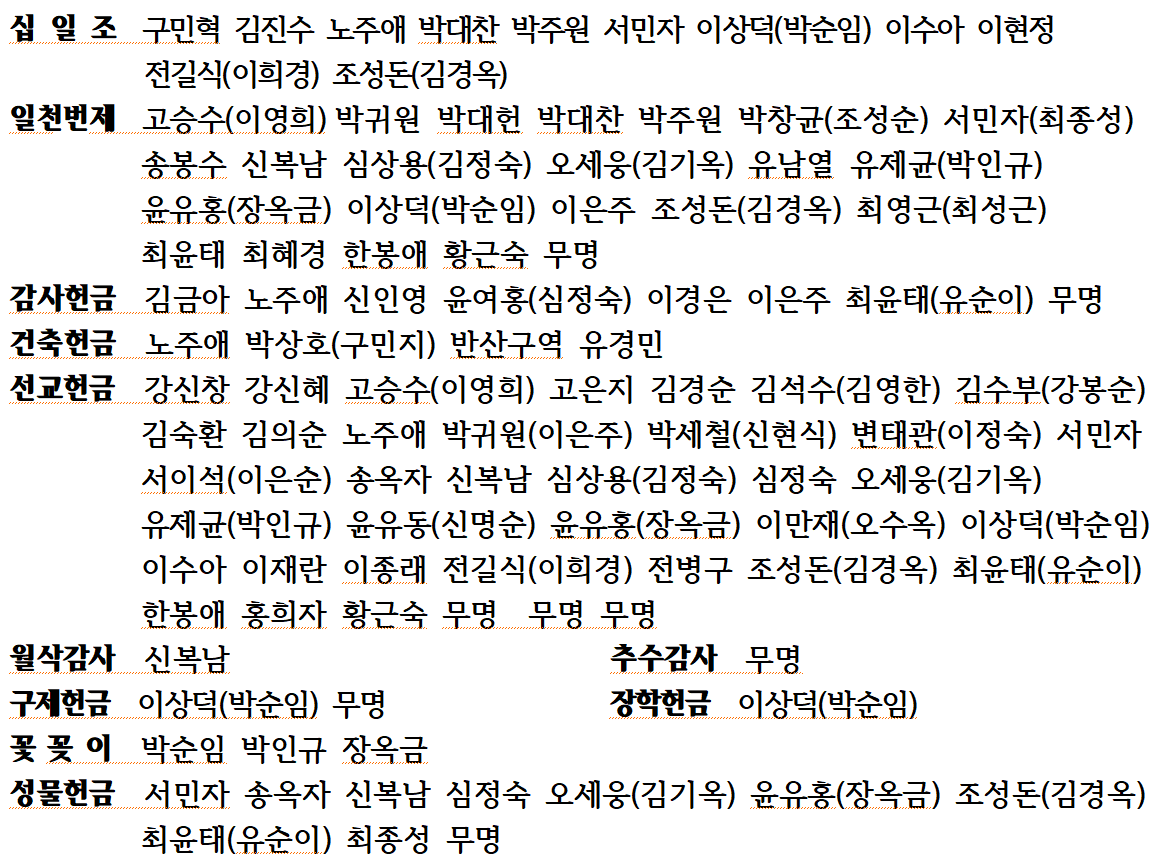 십 일 조 구민혁 김진수 노주애 박대찬 박주원 서민자 이상덕(박순임) 이수아 이현정
전길식(이희경) 조성돈(김경옥)
일천번제 고승수(이영희) 박귀원 박대헌 박대찬 박주원 박창균(조성순) 서민자(최종성)
송봉수 신복남 심상용(김정숙) 오세웅(김기옥) 유남열 유제균(박인규)
윤유홍(장옥금) 이상덕(박순임) 이은주 조성돈(김경옥) 최영근(최성근)
최윤태 최혜경 한봉애 황근숙 무명
감사헌금 김금아 노주애 신인영 윤여홍(심정숙) 이경은 이은주 최윤태(유순이) 무명
건축헌금 노주애 박상호(구민지) 반산구역 유경민
선교헌금 강신창 강신혜 고승수(이영희) 고은지 김경순 김석수(김영한) 김수부(강봉순)
김숙환 김의순 노주애 박귀원(이은주) 박세철(신현식) 변태관(이정숙) 서민자
서이석(이은순) 송옥자 신복남 심상용(김정숙) 심정숙 오세웅(김기옥)
유제균(박인규) 윤유동(신명순) 윤유홍(장옥금) 이만재(오수옥) 이상덕(박순임)
이수아 이재란 이종래 전길식(이희경) 전병구 조성돈(김경옥) 최윤태(유순이)
한봉애 홍희자 황근숙 무명 무명 무명
월삭감사 신복남 추수감사 무명
구제헌금 이상덕(박순임) 무명 장학헌금 이상덕(박순임)
꽃 꽂 이 박순임 박인규 장옥금
성물헌금 서민자 송옥자 신복남 심정숙 오세웅(김기옥) 윤유홍(장옥금) 조성돈(김경옥)
최윤태(유순이) 최종성 무명